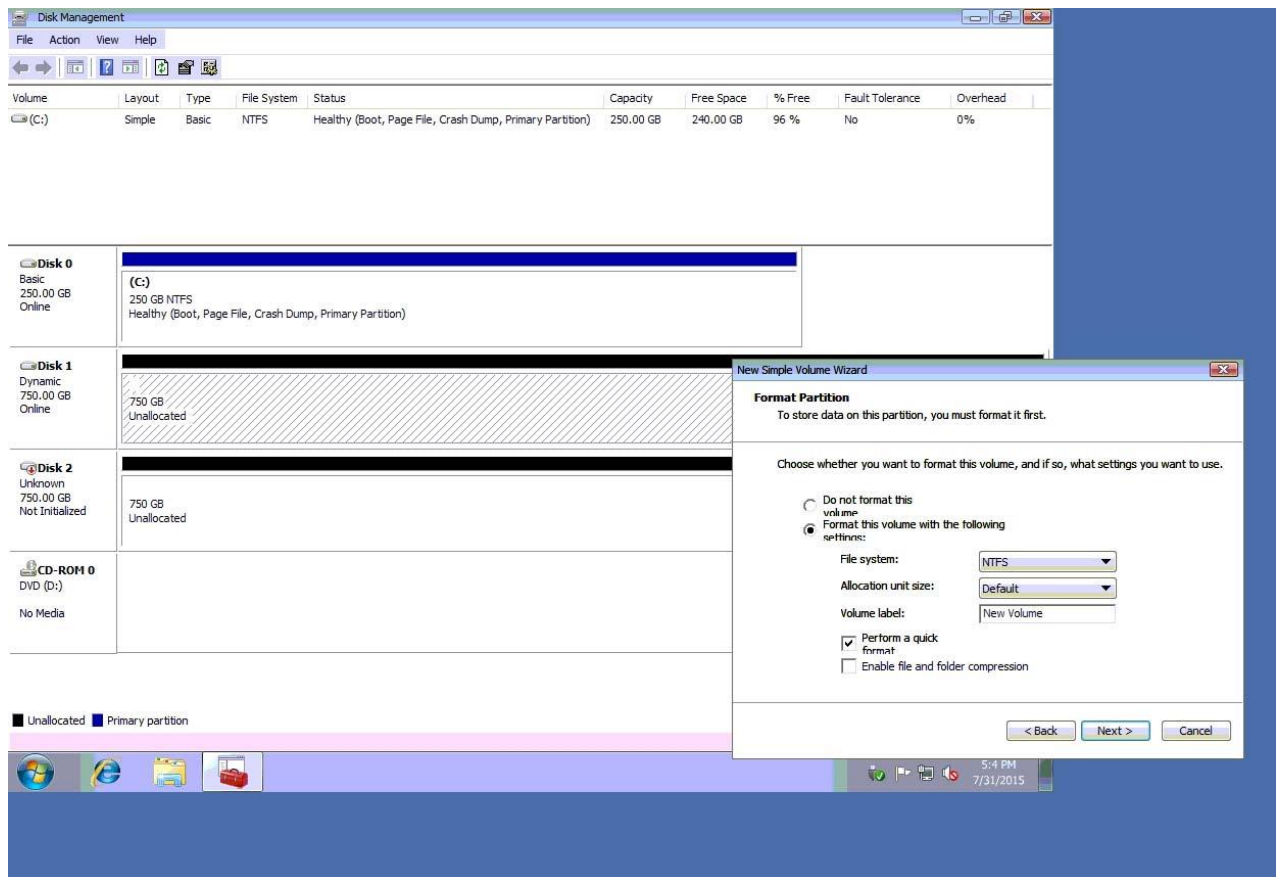 Disk Management
File Action View Help
Volume Layout Type File System Status Capacity Free Space % Free Fault Tolerance Overhead
(C:) Simple Basic NTFS Healthy (Boot, Page File, Crash Dump, Primary Partition) 250.00 GB 240.00 GB 96 % No 0%
Disk 0
Basic
250.00 GB
Online
(C:)
250 GB NTFS
Healthy (Boot, Page File, Crash Dump, Primary Partition)
Disk 1
Dynamic
750.00 GB
Online
750 GB
Unallocated
Disk 2
Unknown
750.00 GB
Not Initialized
750 GB
Unallocated
CD-ROM 0
DVD (D:)
No Media
Unallocated Primary partition
New Simple Volume Wizard
Format Partition
To store data on this partition, you must format it first.
Choose whether you want to format this volume, and if so, what settings you want to use.
Do not format this
volume
Format this volume with the following
settings:
File system: NTFS
Allocation unit size: Default
Volume label: New Volume
Perform a quick
format
Enable file and folder compression
< Back Next > Cancel
5:4 PM
7/31/2015